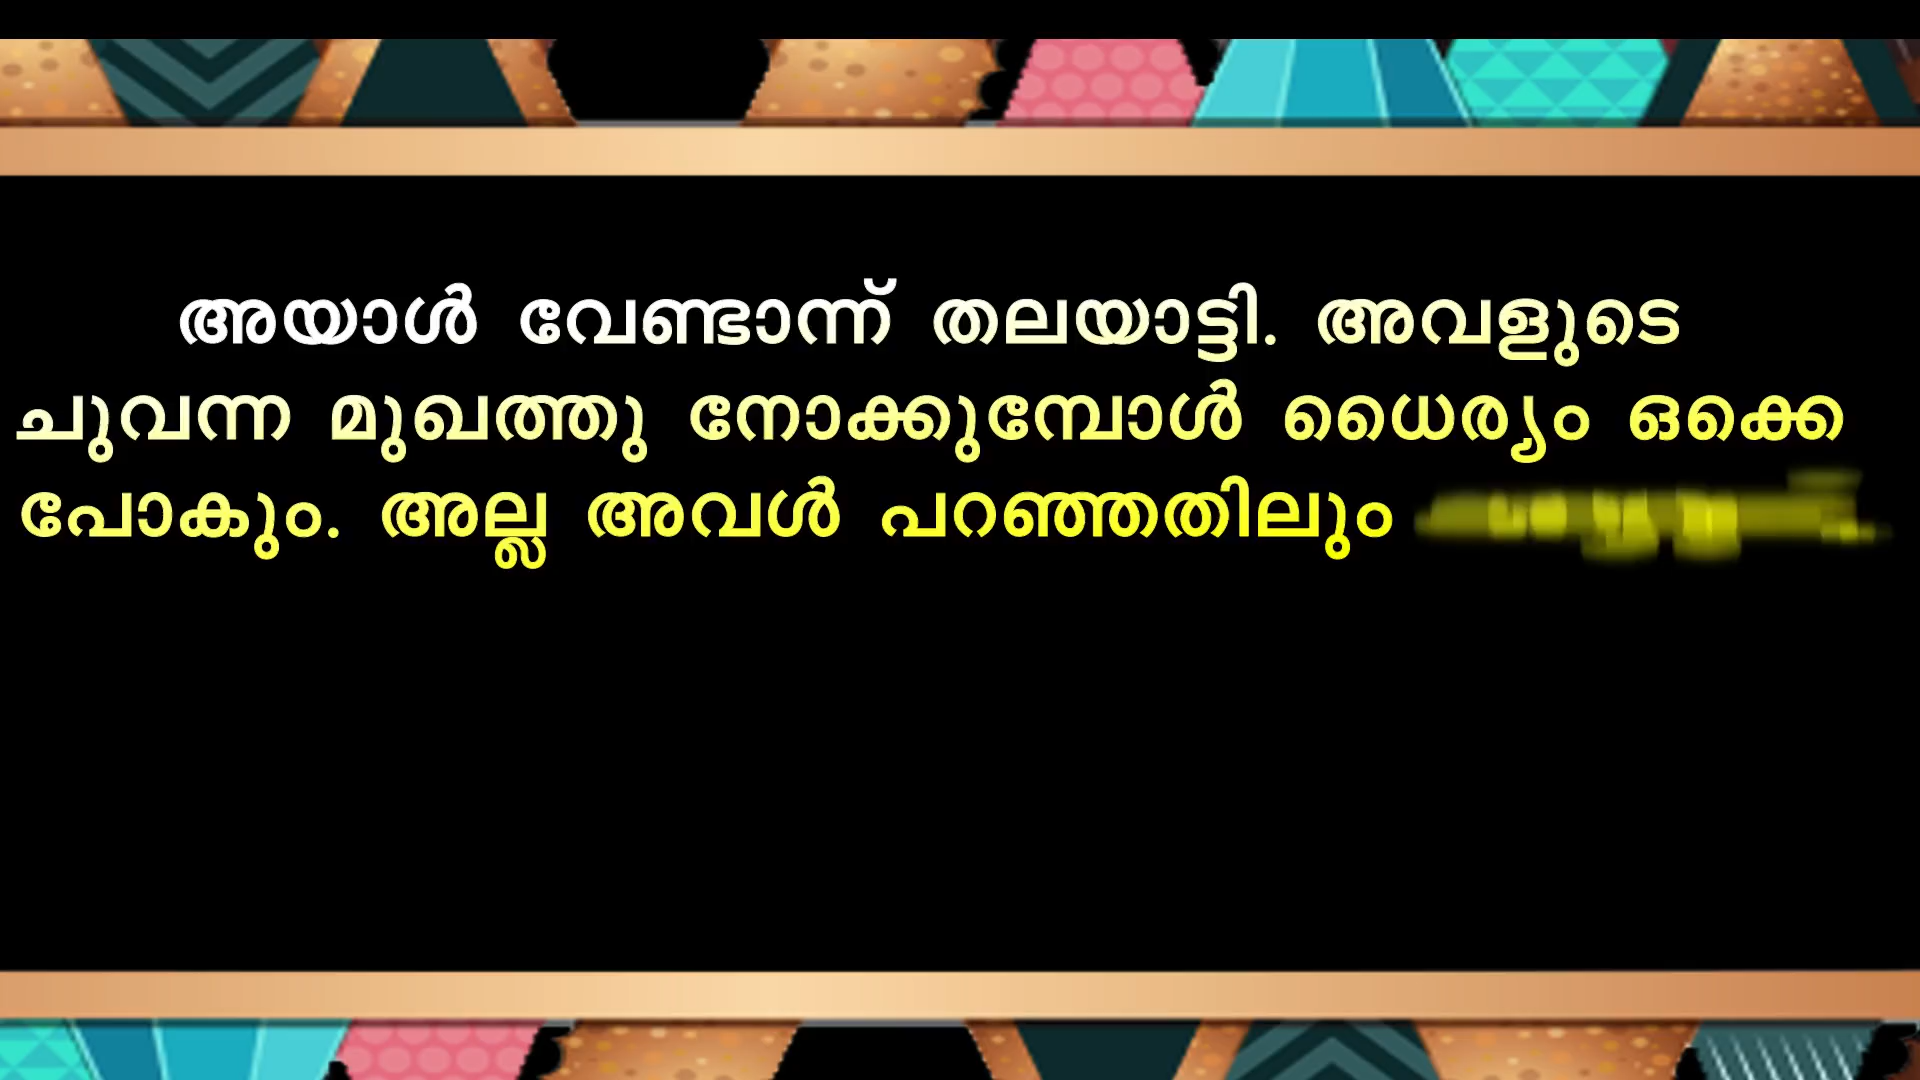 അയാൾ വേണ്ടാന്ന് തലയാട്ടി. അവളുടെ
ചുവന്ന മുഖത്തു നോക്കുമ്പോൾ ധൈര്യം ഒക്കെ
പോകും. അല്ല അവൾ പറഞ്ഞതിലും